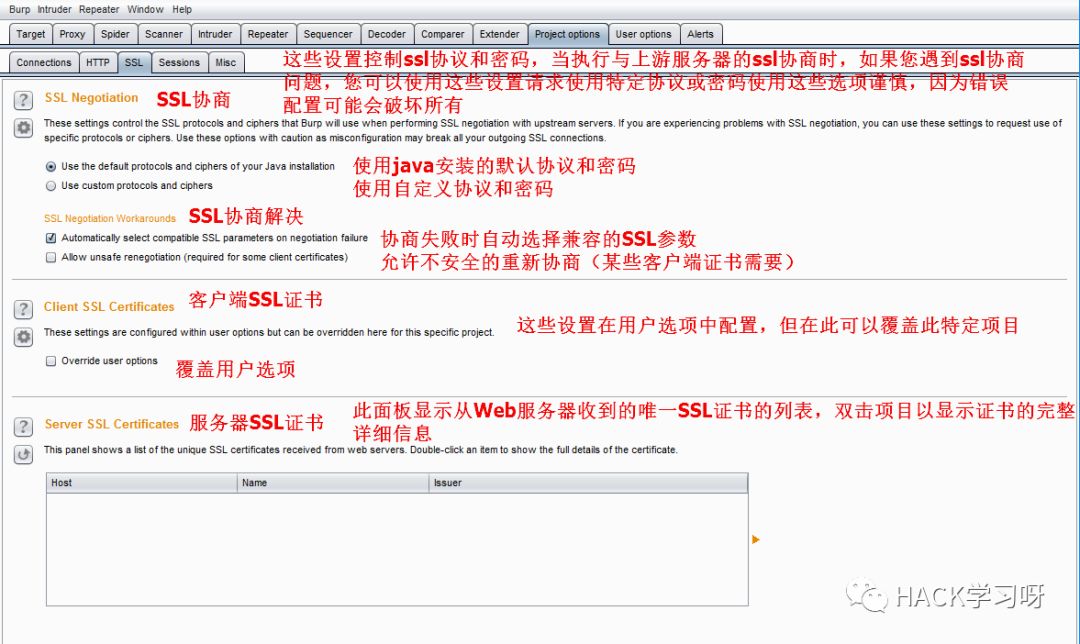 Burp Intruder Repeater Window Help
Target Proxy Spider Scanner Intruder Repeater Sequencer Decoder Comparer Extender Project options User options Alerts
Connections HTTP SSL Sessions Misc
这些设置控制ssl协议和密码，当执行与上游服务器的ssl协商时，如果您遇到ssl协商
问题，您可以使用这些设置请求使用特定协议或密码使用这些选项谨慎，因为错误
配置可能会破坏所有
SSL Negotiation SSL协商
These settings control the SSL protocols and ciphers that Burp will use when performing SSL negotiation with upstream servers. If you are experiencing problems with SSL negotiation, you can use these settings to request use of
specific protocols or ciphers. Use these options with caution as misconfiguration may break all your outgoing SSL connections.
Use the default protocols and ciphers of your Java installation 使用java安装的默认协议和密码
Use custom protocols and ciphers 使用自定义协议和密码
SSL Negotiation Workarounds SSL协商解决
Automatically select compatible SSL parameters on negotiation failure 协商失败时自动选择兼容的SSL参数
Allow unsafe renegotiation (required for some client certificates) 允许不安全的重新协商（某些客户端证书需要）
Client SSL Certificates 客户端SSL证书
These settings are configured within user options but can be overridden here for this specific project. 这些设置在用户选项中配置，但在此可以覆盖此特定项目
Override user options 覆盖用户选项
Server SSL Certificates 服务器SSL证书
此面板显示从Web服务器收到的唯一SSL证书的列表，双击项目以显示证书的完整
详细信息
This panel shows a list of the unique SSL certificates received from web servers. Double-click an item to show the full details of the certificate.
Host Name Issuer
HACK学习呀